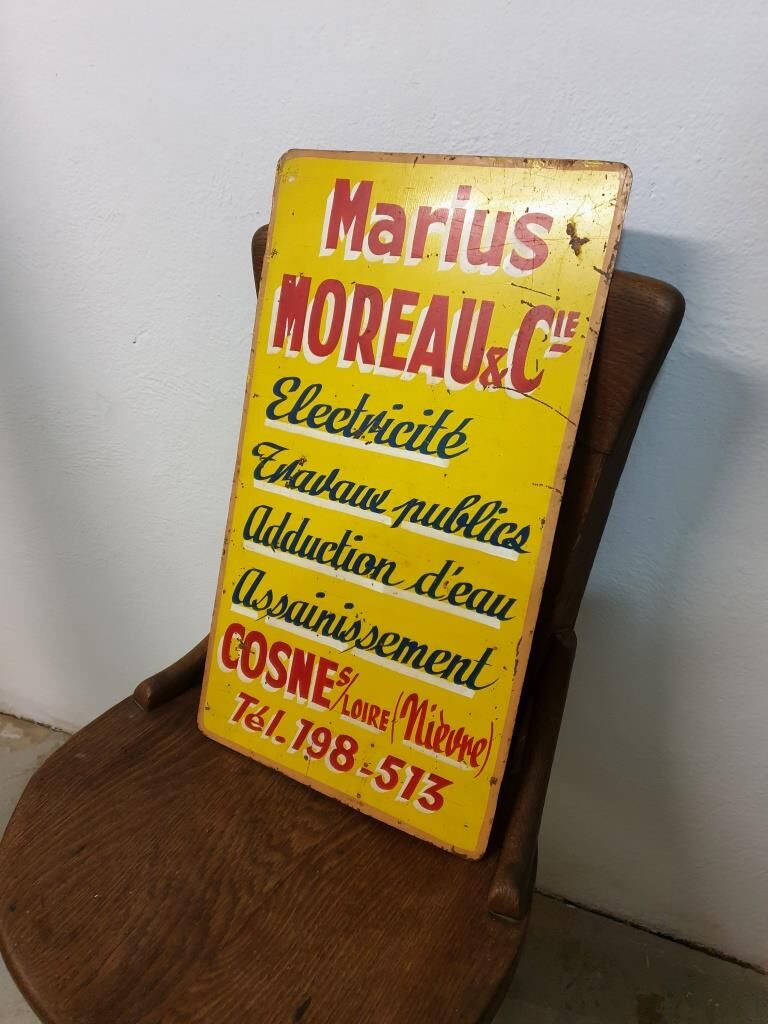 Marius
MOREAU & Cie
Electricité
Travaux publics
Adduction d'eau
Assainissement
COSNE s/LOIRE (Nièvre)
Tél. 198-513